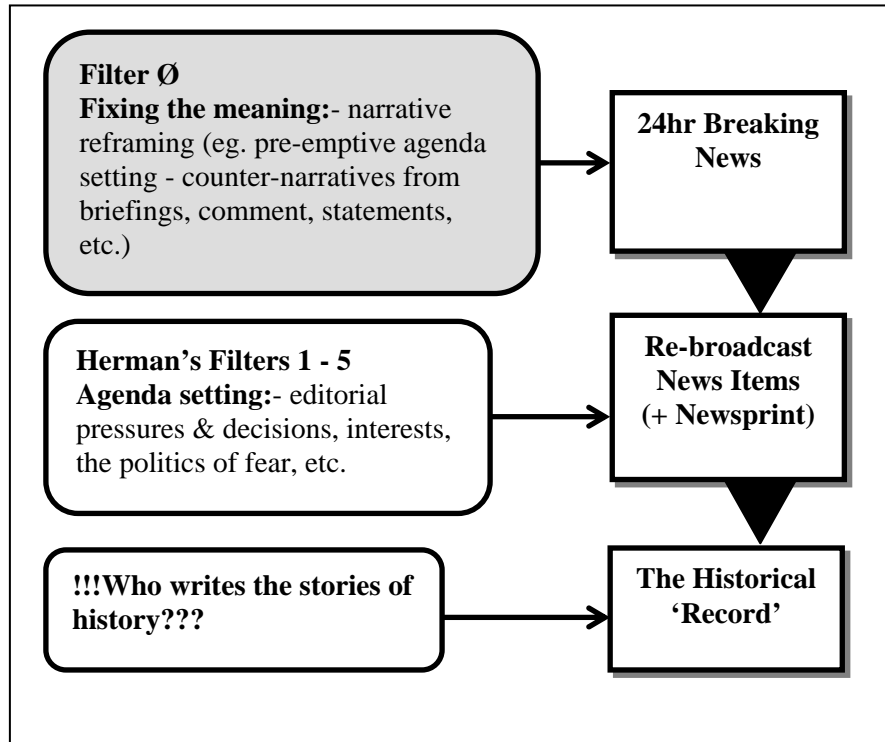 Filter Ø
Fixing the meaning:- narrative
reframing (eg. pre-emptive agenda
setting - counter-narratives from
briefings, comment, statements,
etc.)
24hr Breaking
News
Herman’s Filters 1 - 5
Agenda setting:- editorial
pressures & decisions, interests,
the politics of fear, etc.
Re-broadcast
News Items
(+ Newsprint)
!!!Who writes the stories of
history???
The Historical
‘Record’